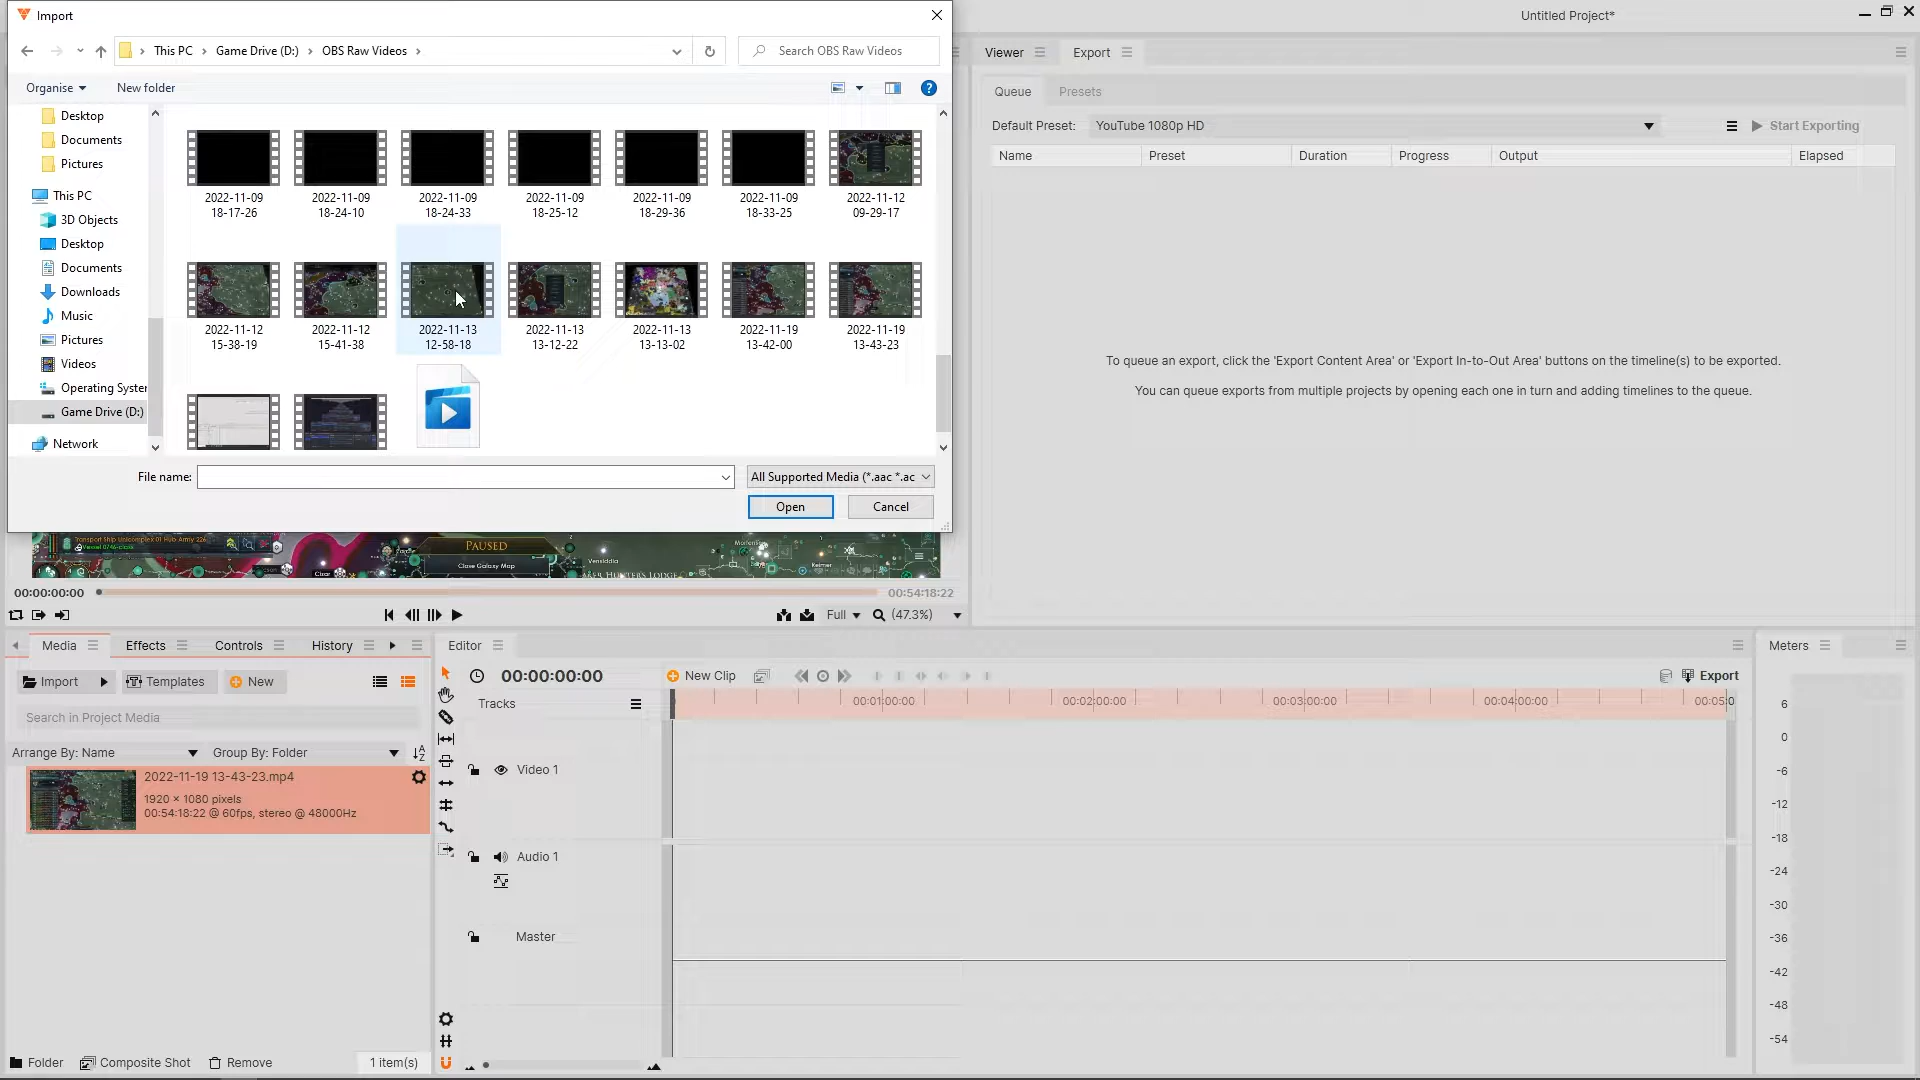 Import
Untitled Project*
This PC
Game Drive (D:)
OBS Raw Videos
Search OBS Raw Videos
Organise
New folder
Desktop
Documents
Pictures
This PC
3D Objects
Desktop
Documents
Downloads
Music
Pictures
Videos
Operating Syster
Game Drive (D:)
Network
2022-11-09
18-17-26
2022-11-09
18-24-10
2022-11-09
18-24-33
2022-11-09
18-25-12
2022-11-09
18-29-36
2022-11-09
18-33-25
2022-11-12
09-29-17
2022-11-12
15-38-19
2022-11-12
15-41-38
2022-11-13
12-58-18
2022-11-13
13-12-22
2022-11-13
13-13-02
2022-11-19
13-42-00
2022-11-19
13-43-23
File name:
All Supported Media (*.aac *.ac
Open
Cancel
Viewer
Export
Queue
Presets
Default Preset:
YouTube 1080p HD
Start Exporting
Name
Preset
Duration
Progress
Output
Elapsed
To queue an export, click the 'Export Content Area' or 'Export In-to-Out Area' buttons on the timeline(s) to be exported.
You can queue exports from multiple projects by opening each one in turn and adding timelines to the queue.
PAUSED
Close Galaxy Map
00:00:00:00
00:54:18:22
Full
(47.3%)
Media
Effects
Controls
History
Import
Templates
New
Search in Project Media
Arrange By: Name
Group By: Folder
2022-11-19 13-43-23.mp4
1920 × 1080 pixels
00:54:18:22 @ 60fps, stereo @ 48000Hz
Folder
Composite Shot
Remove
1 item(s)
Editor
00:00:00:00
New Clip
Export
Tracks
00:01:00:00
00:02:00:00
00:03:00:00
00:04:00:00
00:05:0
Video 1
Audio 1
Master
Meters
6
0
-6
-12
-18
-24
-30
-36
-42
-48
-54